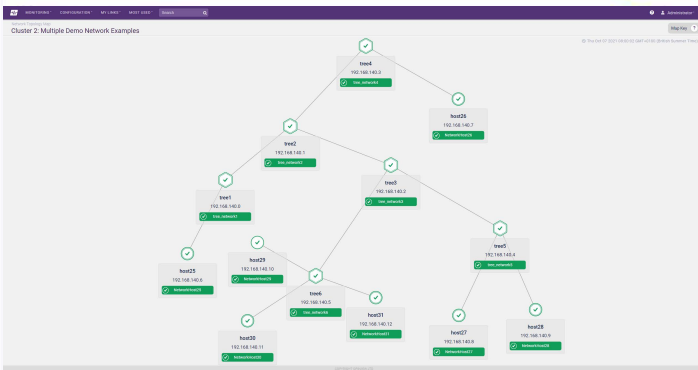 MONITORING
CONFIGURATION
MY LINKS
MOST USED
Search
Administrator
Cluster 2: Multiple Demo Network Examples
Map Key
tree4
192.168.140.3
tree_network4
host26
192.168.140.7
Networkhost26
tree2
192.168.140.1
tree_network2
tree3
192.168.140.2
tree_network3
tree1
192.168.140.0
tree_network1
tree5
192.168.140.4
tree_network5
host29
192.168.140.10
Networkhost29
host25
192.168.140.6
Networkhost25
tree6
192.168.140.5
tree_network6
host31
192.168.140.12
Networkhost31
host30
192.168.140.11
Networkhost30
host27
192.168.140.8
Networkhost27
host28
192.168.140.9
Networkhost28